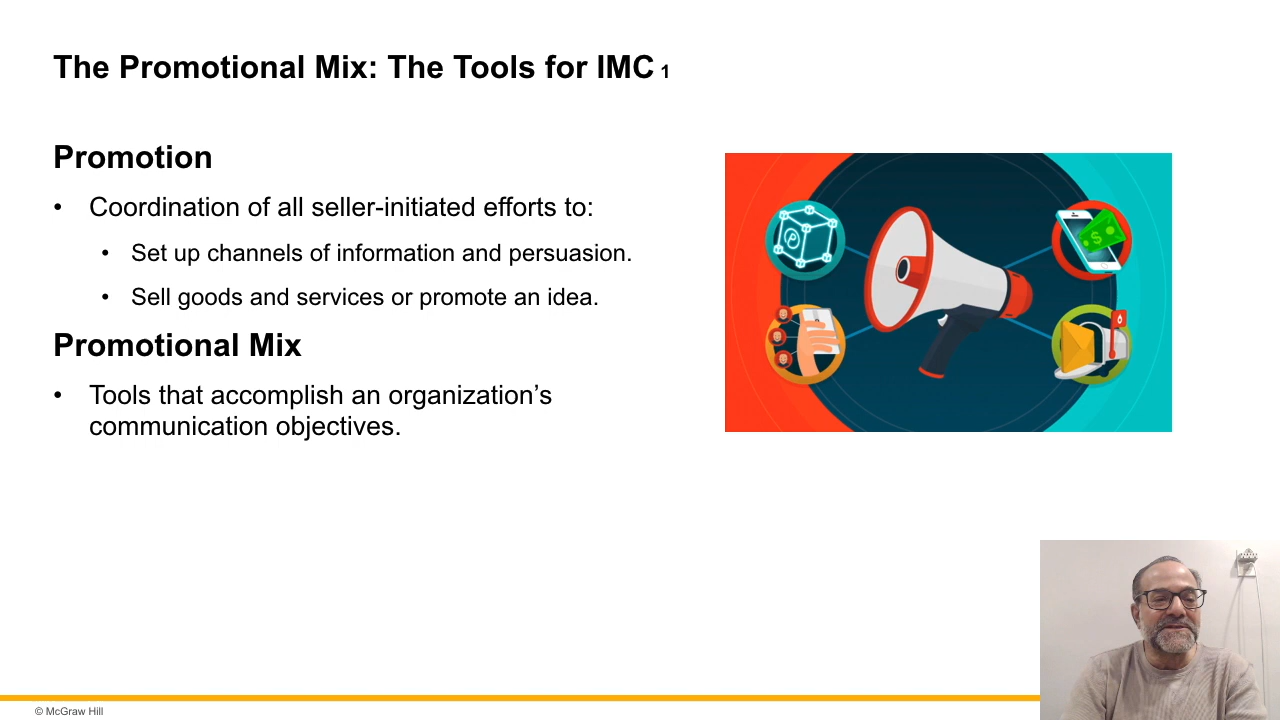 The Promotional Mix: The Tools for IMC 1
Promotion
• Coordination of all seller-initiated efforts to:
• Set up channels of information and persuasion.
• Sell goods and services or promote an idea.
Promotional Mix
• Tools that accomplish an organization’s
communication objectives.
© McGraw Hill